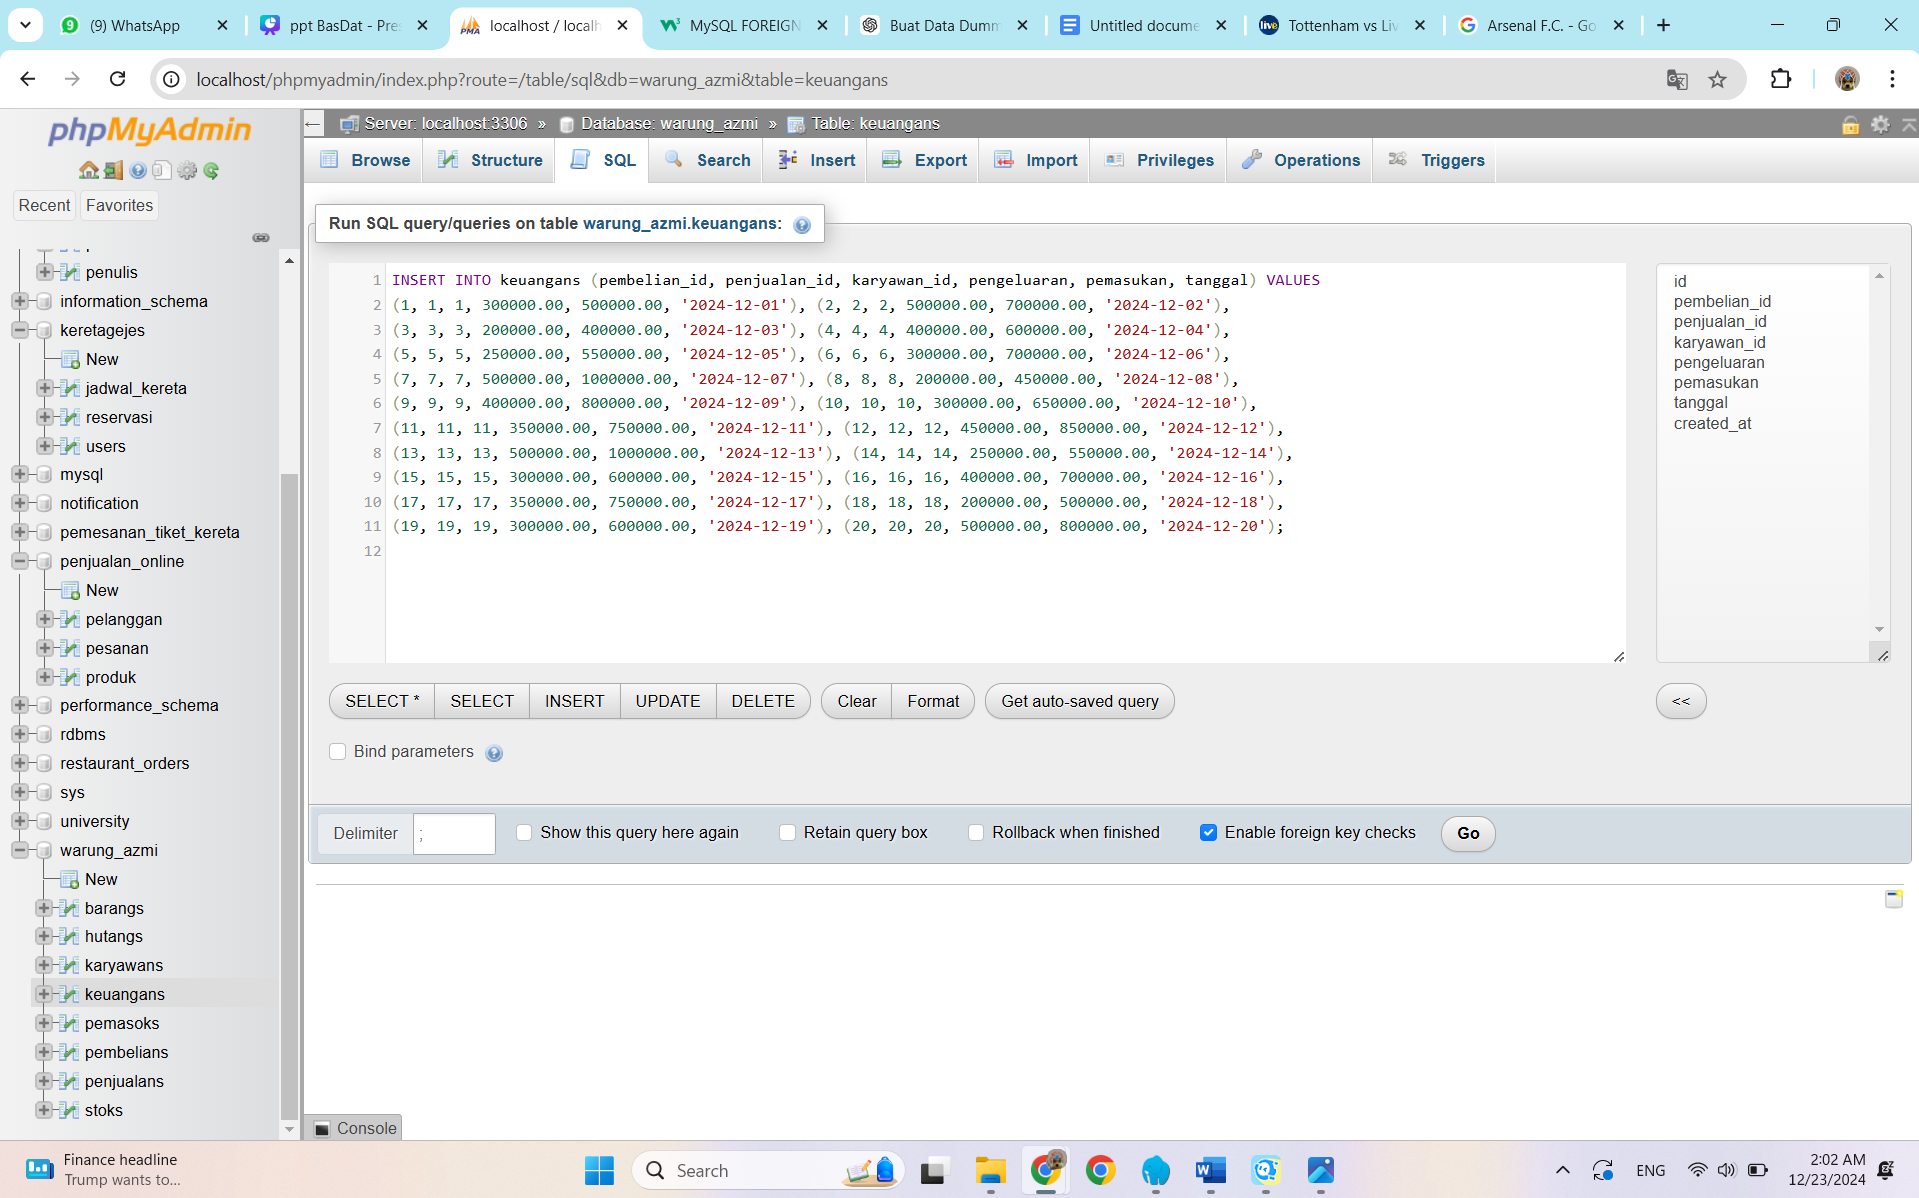 (9) WhatsApp
ppt BasDat - Pre
localhost / localh
MySQL FOREIGN
Buat Data Dumm
Untitled docume
Tottenham vs Liv
Arsenal F.C. - Go
localhost/phpmyadmin/index.php?route=/table/sql&db=warung_azmi&table=keuangans
phpMyAdmin
Recent
Favorites
penulis
information_schema
keretagejes
New
jadwal_kereta
reservasi
users
mysql
notification
pemesanan_tiket_kereta
penjualan_online
New
pelanggan
pesanan
produk
performance_schema
rdbms
restaurant_orders
sys
university
warung_azmi
New
barangs
hutangs
karyawans
keuangans
pemasoks
pembelians
penjualans
stoks
Server: localhost:3306 » Database: warung_azmi » Table: keuangans
Browse
Structure
SQL
Search
Insert
Export
Import
Privileges
Operations
Triggers
Run SQL query/queries on table warung_azmi.keuangans:
1 INSERT INTO keuangans (pembelian_id, penjualan_id, karyawan_id, pengeluaran, pemasukan, tanggal) VALUES
2 (1, 1, 1, 300000.00, 500000.00, '2024-12-01'), (2, 2, 2, 500000.00, 700000.00, '2024-12-02'),
3 (3, 3, 3, 200000.00, 400000.00, '2024-12-03'), (4, 4, 4, 400000.00, 600000.00, '2024-12-04'),
4 (5, 5, 5, 250000.00, 550000.00, '2024-12-05'), (6, 6, 6, 300000.00, 700000.00, '2024-12-06'),
5 (7, 7, 7, 500000.00, 1000000.00, '2024-12-07'), (8, 8, 8, 200000.00, 450000.00, '2024-12-08'),
6 (9, 9, 9, 400000.00, 800000.00, '2024-12-09'), (10, 10, 10, 300000.00, 650000.00, '2024-12-10'),
7 (11, 11, 11, 350000.00, 750000.00, '2024-12-11'), (12, 12, 12, 450000.00, 850000.00, '2024-12-12'),
8 (13, 13, 13, 500000.00, 1000000.00, '2024-12-13'), (14, 14, 14, 250000.00, 550000.00, '2024-12-14'),
9 (15, 15, 15, 300000.00, 600000.00, '2024-12-15'), (16, 16, 16, 400000.00, 700000.00, '2024-12-16'),
10 (17, 17, 17, 350000.00, 750000.00, '2024-12-17'), (18, 18, 18, 200000.00, 500000.00, '2024-12-18'),
11 (19, 19, 19, 300000.00, 600000.00, '2024-12-19'), (20, 20, 20, 500000.00, 800000.00, '2024-12-20');
12
id
pembelian_id
penjualan_id
karyawan_id
pengeluaran
pemasukan
tanggal
created_at
SELECT *
SELECT
INSERT
UPDATE
DELETE
Clear
Format
Get auto-saved query
<<
Bind parameters
Delimiter ;
Show this query here again
Retain query box
Rollback when finished
Enable foreign key checks
Go
Console
Finance headline
Trump wants to...
Search
ENG
2:02 AM
12/23/2024